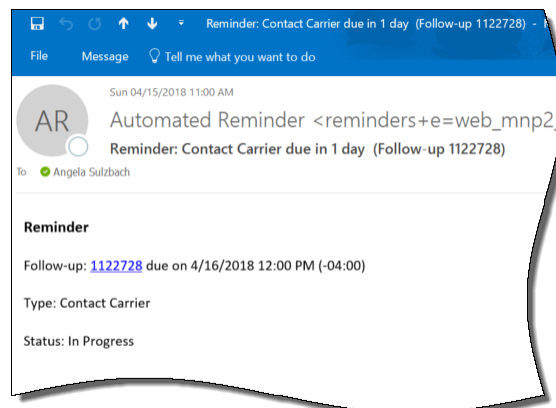 Reminder: Contact Carrier due in 1 day (Follow-up 1122728) -
File Message Tell me what you want to do
Sun 04/15/2018 11:00 AM
AR
Automated Reminder <reminders+e=web_mnp2_
Reminder: Contact Carrier due in 1 day (Follow-up 1122728)
To Angela Sulzbach
Reminder
Follow-up: 1122728 due on 4/16/2018 12:00 PM (-04:00)
Type: Contact Carrier
Status: In Progress